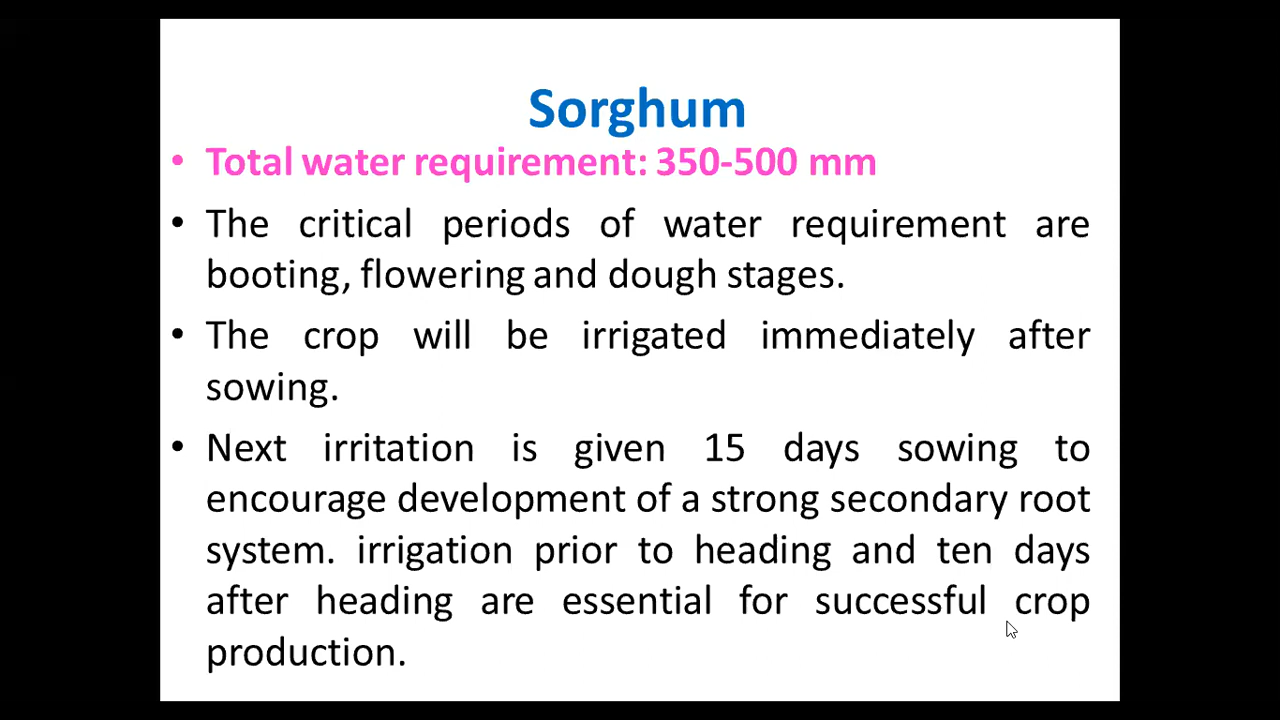 Sorghum
• Total water requirement: 350-500 mm
• The critical periods of water requirement are
booting, flowering and dough stages.
• The crop will be irrigated immediately after
sowing.
• Next irritation is given 15 days sowing to
encourage development of a strong secondary root
system. irrigation prior to heading and ten days
after heading are essential for successful crop
production.